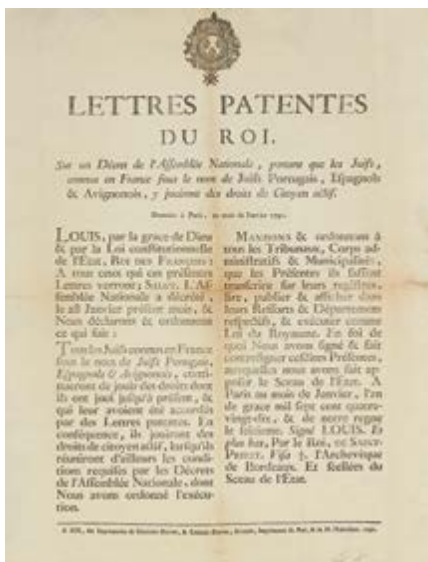 LETTRES PATENTES
DU ROI,
Sur un Décret de l'Assemblée Nationale, portant que les Juifs,
connus en France sous le nom de Juifs Portugais, Espagnols
& Avignonois, y jouiront des droits de Citoyen actif.
Données à Paris, au mois de Janvier 1790.
LOUIS, par la grace de Dieu
& par la Loi constitutionnelle
de l'État, ROI DES FRANÇOIS:
A tous ceux qui ces présentes
Lettres verront; SALUT. L'As-
semblée Nationale a décrété,
le 28 Janvier présent mois, &
Nous déclarons & ordonnons
ce qui suit:
Tous les Juifs connus en France
sous le nom de Juifs Portugais,
Espagnols & Avignonois, conti-
nueront de jouir des droits dont
ils ont joui jusqu'à présent, &
qui leur avoient été accordés
par des Lettres patentes. En
conséquence, ils jouiront des
droits de citoyen actif, lorsqu'ils
réuniront d'ailleurs les condi-
tions requises par les Décrets
de l'Assemblée Nationale, dont
Nous avons ordonné l'exécu-
tion.
MANDONS & ordonnons à
tous les Tribunaux, Corps ad-
ministratifs & Municipalités,
que les Présentes ils fassent
transcrire sur leurs registres,
lire, publier & afficher dans
leurs Ressorts & Départemens
respectifs, & exécuter comme
Loi du Royaume. En foi de
quoi Nous avons signé & fait
contresigner cesdites Présentes,
auxquelles nous avons fait ap-
poser le Sceau de l'État. A
Paris au mois de Janvier, l'an
de grace mil sept cent quatre-
vingt-dix, & de notre regne
le seizieme. Signé LOUIS. Et
plus bas, Par le Roi, DE SAINT-
PRIEST. Visa †. l'Archevêque
de Bordeaux. Et scellées du
Sceau de l'État.